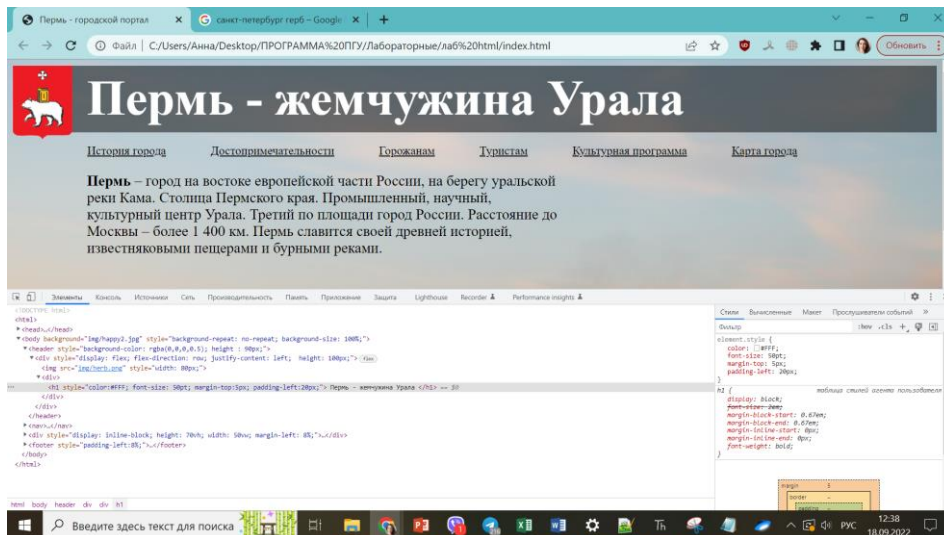 Пермь - городской портал
санкт-петербург герб – Google
Файл
C:/Users/Анна/Desktop/ПРОГРАММА%20ПГУ//Лабораторные/лаб%20html/index.html
Обновить
Пермь - жемчужина Урала
История города Достопримечательности Горожанам Туристам Культурная программа Карта города
Пермь – город на востоке европейской части России, на берегу уральской
реки Кама. Столица Пермского края. Промышленный, научный,
культурный центр Урала. Третий по площади город России. Расстояние до
Москвы – более 1 400 км. Пермь славится своей древней историей,
известняковыми пещерами и бурными реками.
Элементы Консоль Источники Сеть Производительность Память Приложение Защита Lighthouse Recorder Performance insights
<!DOCTYPE html>
<html>
<head>…</head>
<body background="img/happy2.jpg" style="background-repeat: no-repeat; background-size: 100%;">
<header style="background-color: rgba(0,0,0,0.5); height : 90px;">
<div style="display: flex; flex-direction: row; justify-content: left; height: 100px;"> flex
<img src="img/herb.png" style="width: 80px;">
<div>
<h1 style="color:#FFF; font-size: 50pt; margin-top:5px; padding-left:20px;"> Пермь - жемчужина Урала </h1> == $0
</div>
</div>
</header>
<nav>…</nav>
<div style="display: inline-block; height: 70vh; width: 50vw; margin-left: 8%;">…</div>
<footer style="padding-left:8%;">…</footer>
</body>
</html>
html body header div div h1
Стили Вычисленные Макет Прослушиватели событий
Фильтр :hov .cls
element.style {
color: #FFF;
font-size: 50pt;
margin-top: 5px;
padding-left: 20px;
}
h1 { таблица стилей агента пользователя
display: block;
font-size: 2em;
margin-block-start: 0.67em;
margin-block-end: 0.67em;
margin-inline-start: 0px;
margin-inline-end: 0px;
font-weight: bold;
}
margin 5
border -
padding
Введите здесь текст для поиска
РУС
12:38
18.09.2022